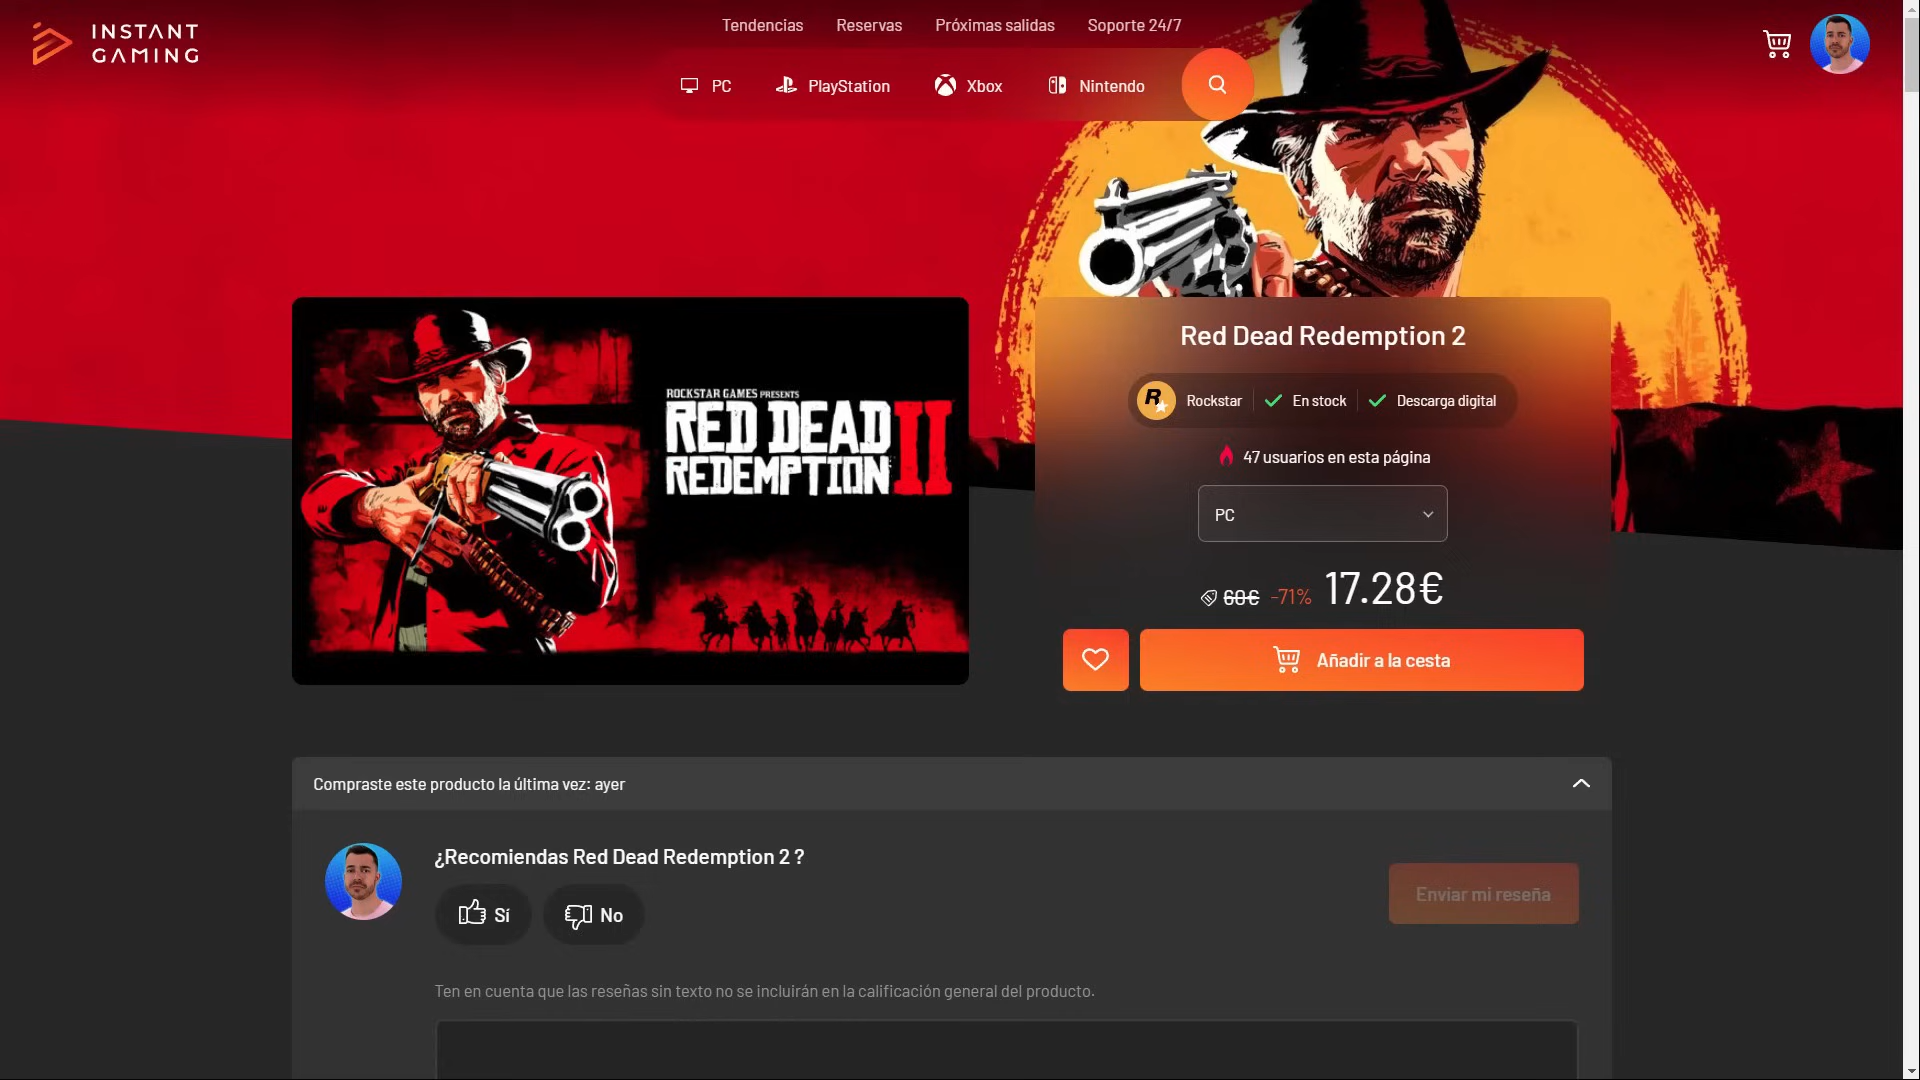 INSTANT
GAMING
Tendencias
Reservas
Próximas salidas
Soporte 24/7
PC
PlayStation
Xbox
Nintendo
ROCKSTAR GAMES PRESENTS
RED DEAD
REDEMPTION II
Red Dead Redemption 2
R Rockstar
En stock
Descarga digital
47 usuarios en esta página
PC
60€ -71% 17.28€
Añadir a la cesta
Compraste este producto la última vez: ayer
¿Recomiendas Red Dead Redemption 2 ?
Sí
No
Enviar mi reseña
Ten en cuenta que las reseñas sin texto no se incluirán en la calificación general del producto.